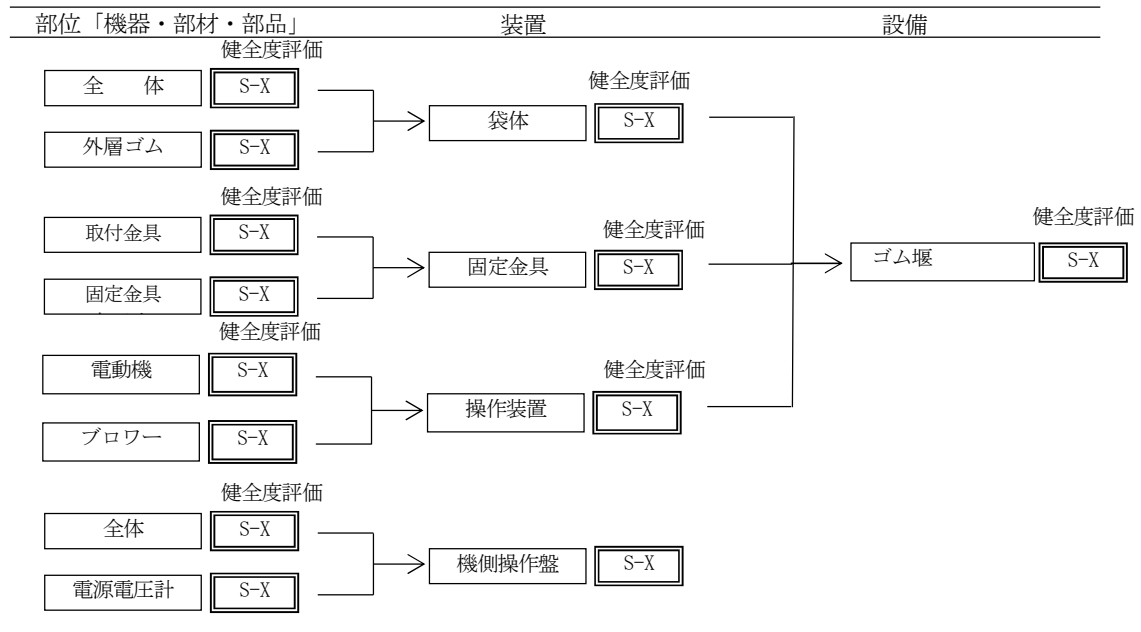 部位「機器・部材・部品」 装置 設備
健全度評価
全　体 S-X
外層ゴム S-X
健全度評価
袋体 S-X
健全度評価
取付金具 S-X
固定金具 S-X
健全度評価
固定金具 S-X
健全度評価
ゴム堰 S-X
健全度評価
電動機 S-X
ブロワー S-X
健全度評価
操作装置 S-X
健全度評価
全体 S-X
電源電圧計 S-X
機側操作盤 S-X